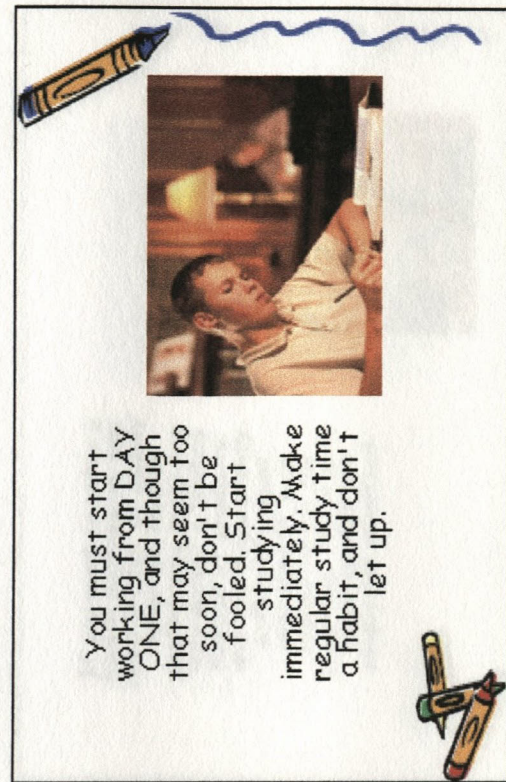 You must start
working from DAY
ONE, and though
that may seem too
soon, don't be
fooled. Start
studying
immediately. Make
regular study time
a habit, and don't
let up.